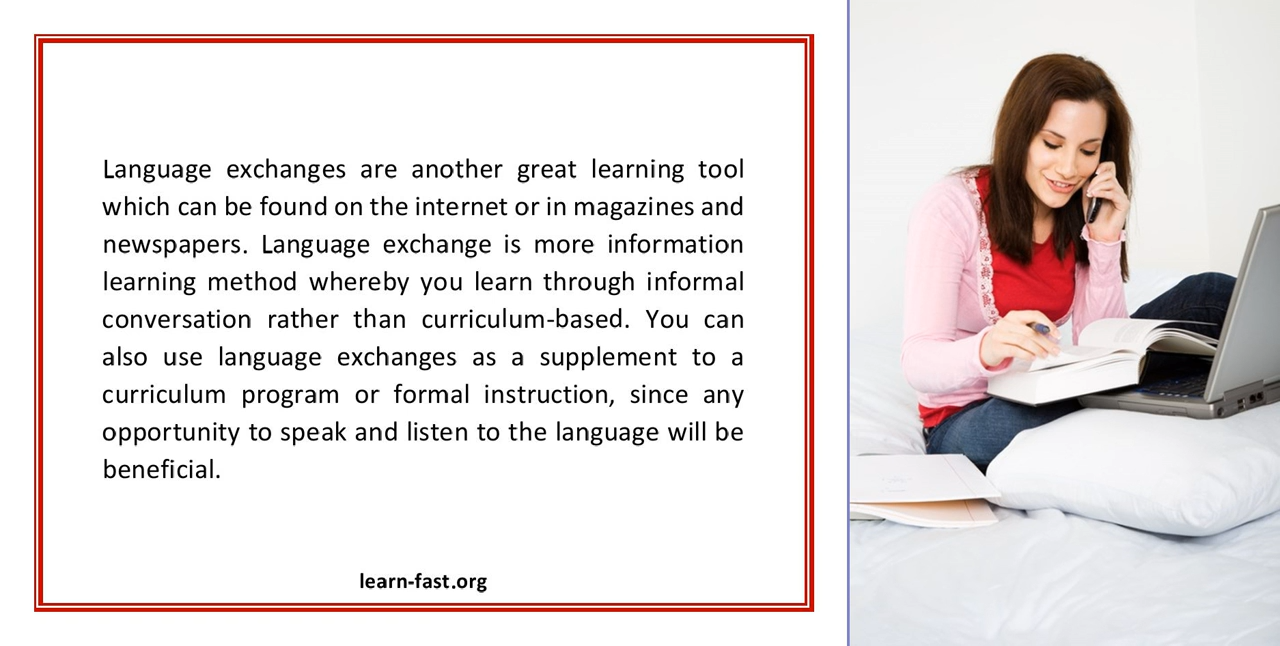 Language exchanges are another great learning tool
which can be found on the internet or in magazines and
newspapers. Language exchange is more information
learning method whereby you learn through informal
conversation rather than curriculum-based. You can
also use language exchanges as a supplement to a
curriculum program or formal instruction, since any
opportunity to speak and listen to the language will be
beneficial.
learn-fast.org